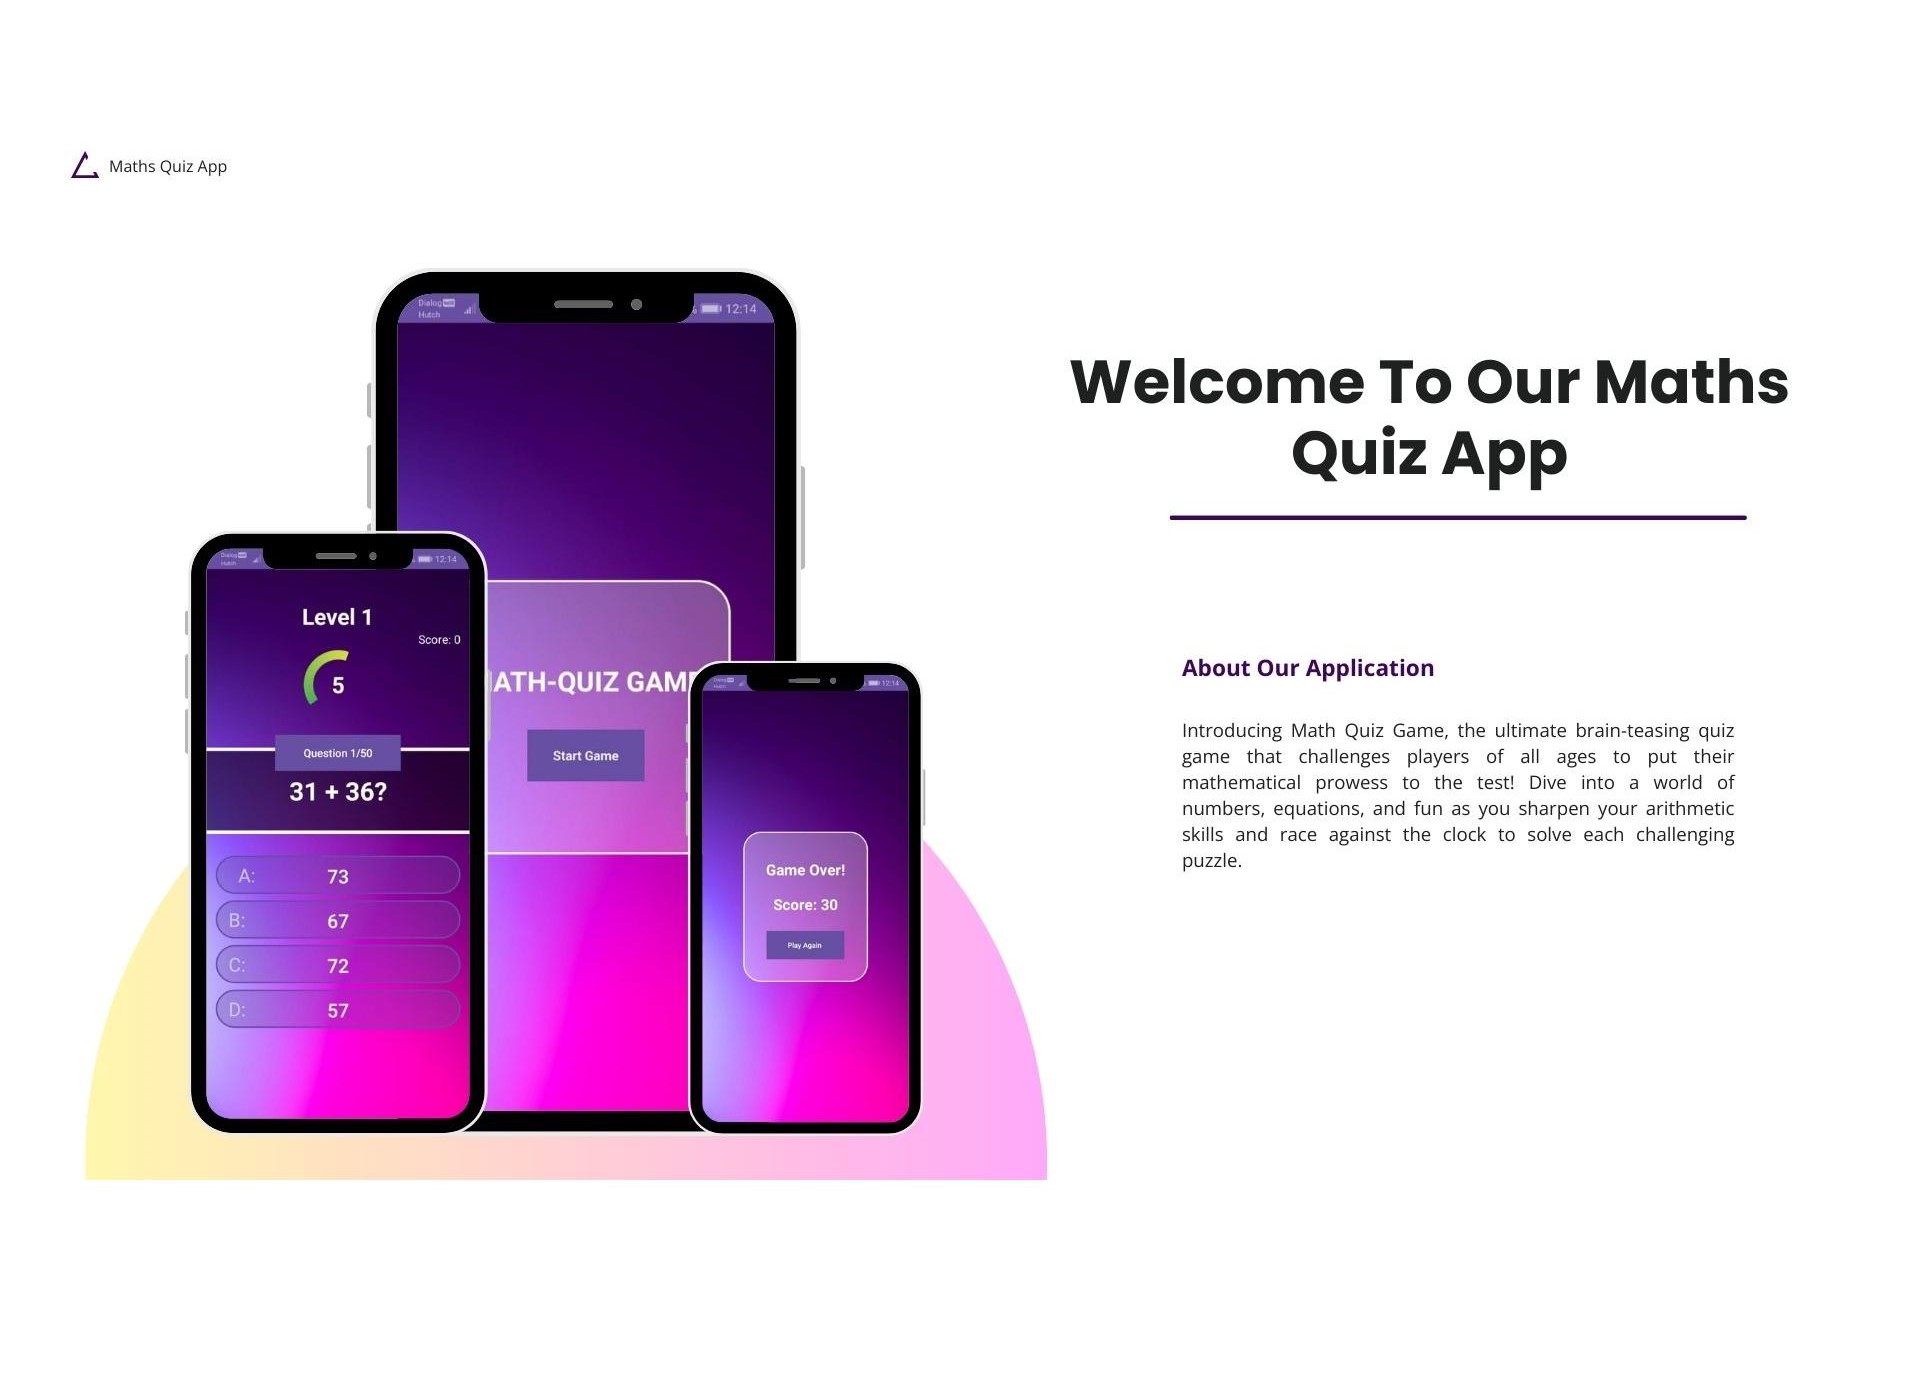 Maths Quiz App
Dialog
Hutch
12:14
ATH-QUIZ GAME
Start Game
Dialog
Hutch
12:14
Level 1
Score: 0
5
Question 1/50
31 + 36?
A: 73
B: 67
C: 72
D: 57
12:14
Game Over!
Score: 30
Play Again
Welcome To Our Maths
Quiz App
About Our Application
Introducing Math Quiz Game, the ultimate brain-teasing quiz
game that challenges players of all ages to put their
mathematical prowess to the test! Dive into a world of
numbers, equations, and fun as you sharpen your arithmetic
skills and race against the clock to solve each challenging
puzzle.